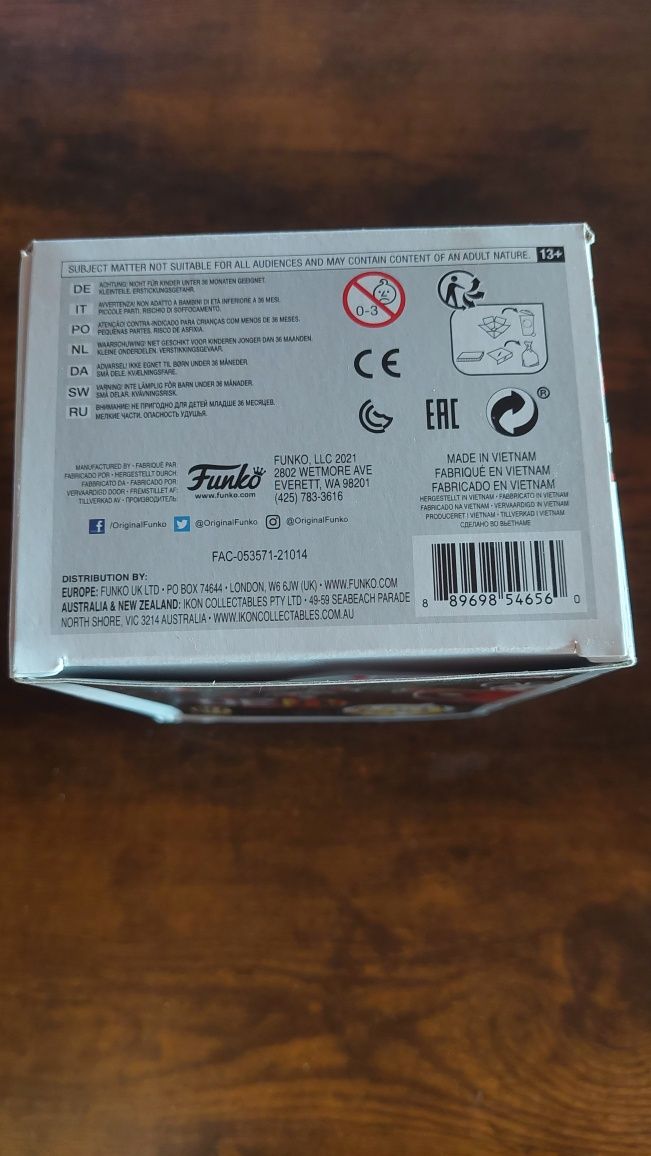 SUBJECT MATTER NOT SUITABLE FOR ALL AUDIENCES AND MAY CONTAIN CONTENT OF AN ADULT NATURE. 13+
DE ACHTUNG: NICHT FÜR KINDER UNTER 36 MONATEN GEEIGNET.
KLEINTEILE. ERSTICKUNGSGEFAHR.
IT AVVERTENZA! NON ADATTO A BAMBINI DI ETÀ INFERIORE A 36 MESI.
PICCOLE PARTI. RISCHIO DI SOFFOCAMENTO.
PO ATENÇÃO! CONTRA-INDICADO PARA CRIANÇAS COM MENOS DE 36 MESES.
PEQUENAS PARTES. RISCO DE ASFIXIA.
NL WAARSCHUWING! NIET GESCHIKT VOOR KINDEREN JONGER DAN 36 MAANDEN.
KLEINE ONDERDELEN. VERSTIKKINGSGEVAAR.
DA ADVARSEL! IKKE EGNET TIL BØRN UNDER 36 MÅNEDER.
SMÅ DELE. KVÆLNINGSFARE.
SW VARNING! INTE LÄMPLIG FÖR BARN UNDER 36 MÅNADER.
SMÅ DELAR. KVÄVNINGSRISK.
RU ВНИМАНИЕ! НЕ ПРИГОДНО ДЛЯ ДЕТЕЙ МЛАДШЕ 36 МЕСЯЦЕВ.
МЕЛКИЕ ЧАСТИ. ОПАСНОСТЬ УДУШЬЯ.
0-3
CE
EAC
®
MANUFACTURED BY • FABRIQUÉ PAR
FABRICADO POR • HERGESTELLT DURCH
FABBRICATO DA • FABRICADO POR
VERVAARDIGD DOOR • FREMSTILLET AF:
TILLVERKAD AV • ПРОИЗВОДИТЕЛЬ:
Funko
www.funko.com
FUNKO, LLC 2021
2802 WETMORE AVE
EVERETT, WA 98201
(425) 783-3616
MADE IN VIETNAM
FABRIQUÉ EN VIETNAM
FABRICADO EN VIETNAM
HERGESTELLT IN VIETNAM • FABBRICATO IN VIETNAM
FABRICADO NA VIETNAM • VERVAARDIGD IN VIETNAM
PRODUCERET I VIETNAM • TILLVERKAD I VIETNAM
СДЕЛАНО ВО ВЬЕТНАМЕ
/OriginalFunko @OriginalFunko @OriginalFunko
FAC-053571-21014
DISTRIBUTION BY:
EUROPE: FUNKO UK LTD • PO BOX 74644 • LONDON, W6 6JW (UK) • WWW.FUNKO.COM
AUSTRALIA & NEW ZEALAND: IKON COLLECTABLES PTY LTD • 49-59 SEABEACH PARADE
NORTH SHORE, VIC 3214 AUSTRALIA • WWW.IKONCOLLECTABLES.COM.AU
8 89698 54656 0